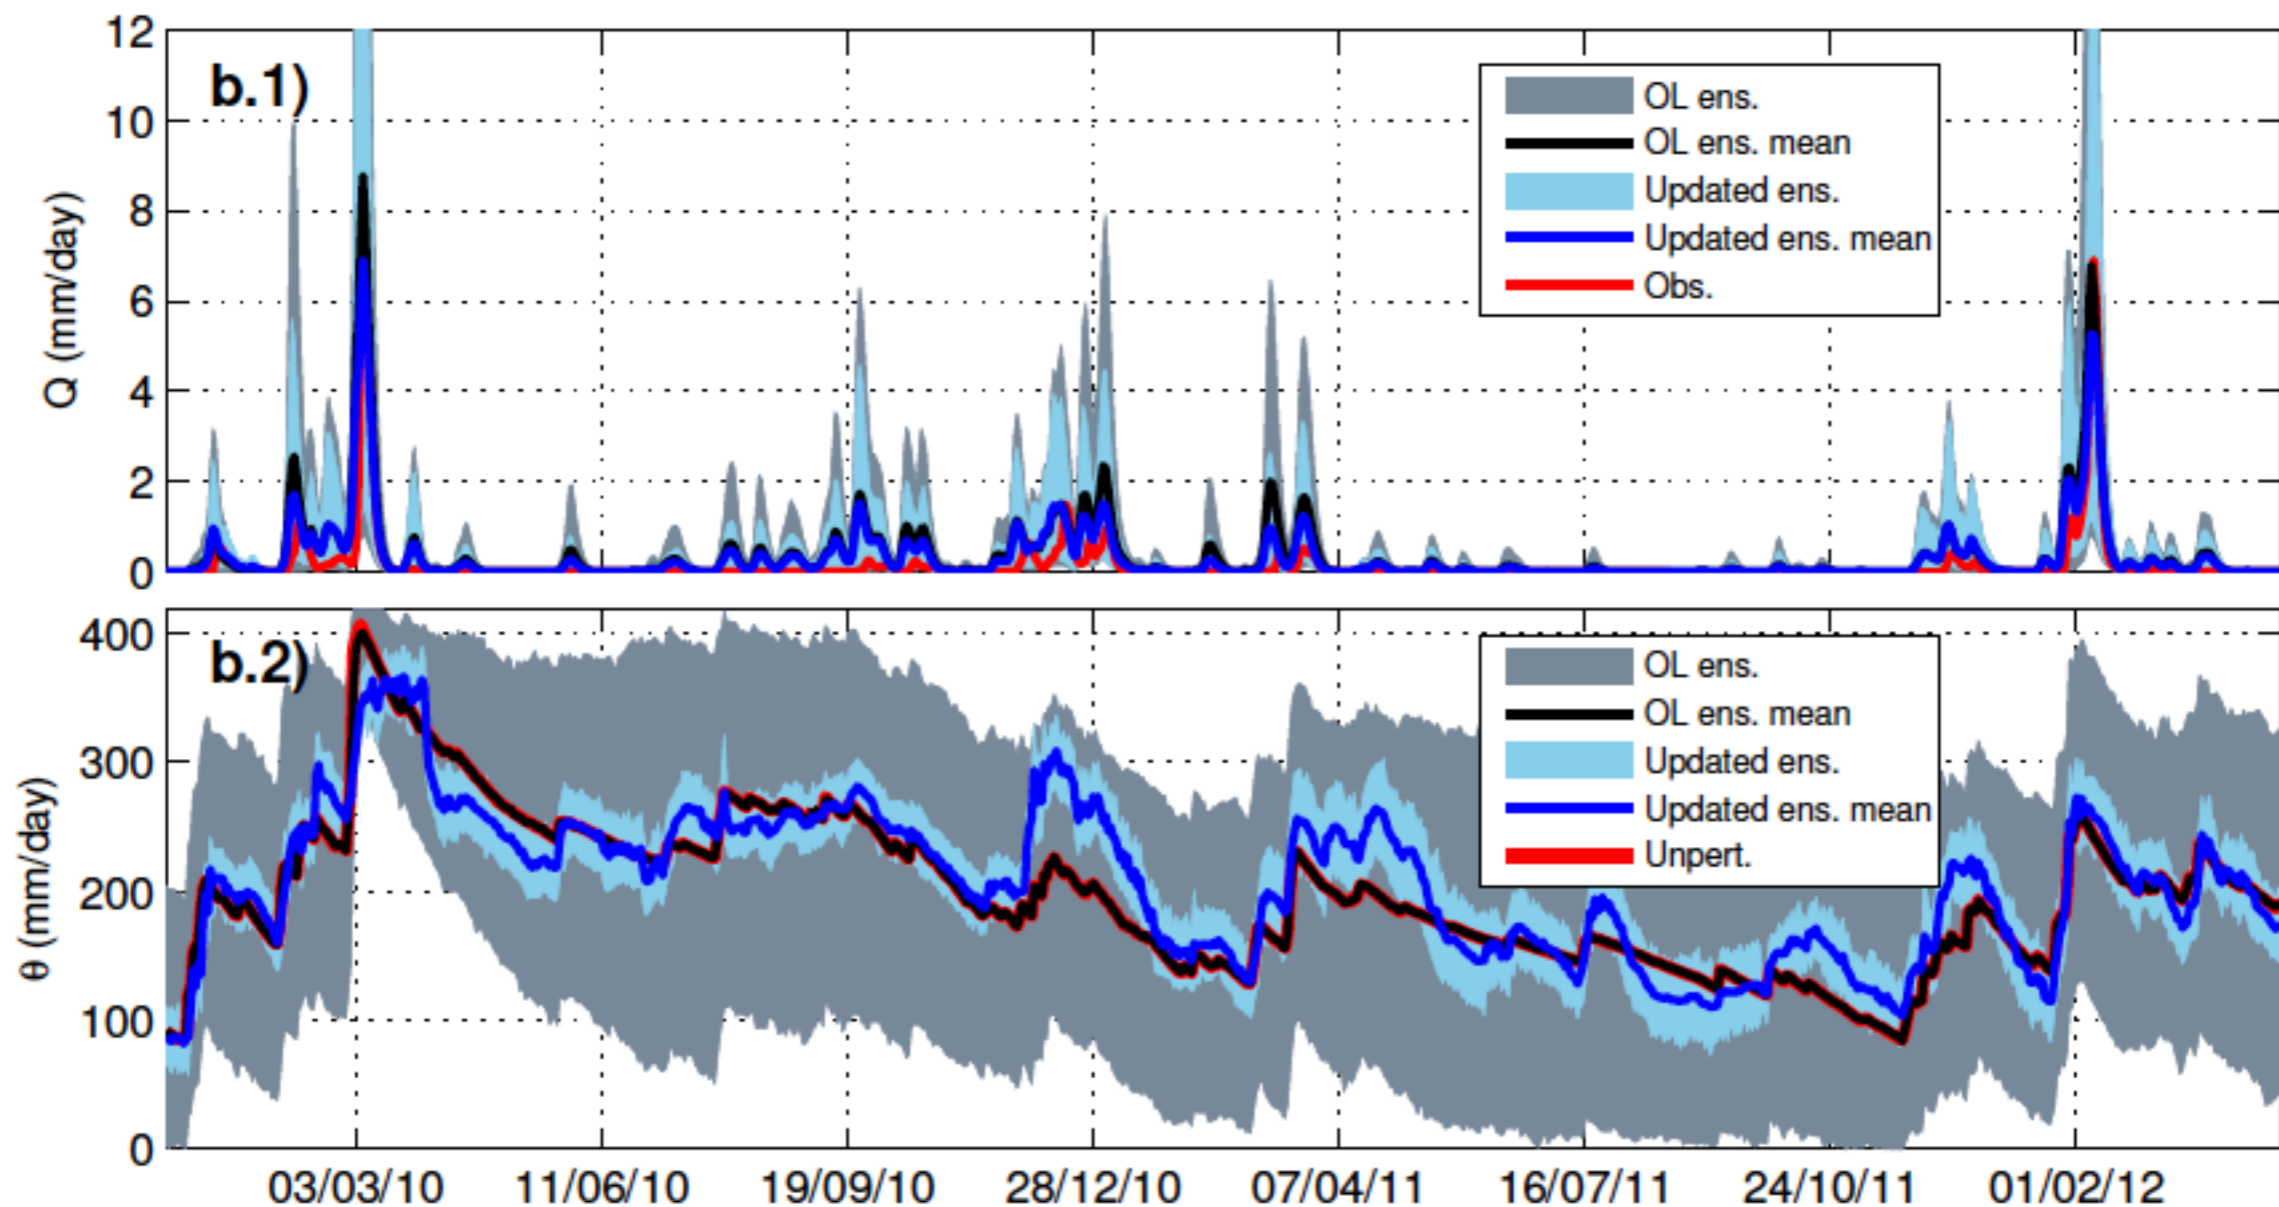 12
10
8
6
4
2
0
Q (mm/day)
b.1)
OL ens.
OL ens. mean
Updated ens.
Updated ens. mean
Obs.
400
300
200
100
0
θ (mm/day)
b.2)
OL ens.
OL ens. mean
Updated ens.
Updated ens. mean
Unpert.
03/03/10 11/06/10 19/09/10 28/12/10 07/04/11 16/07/11 24/10/11 01/02/12